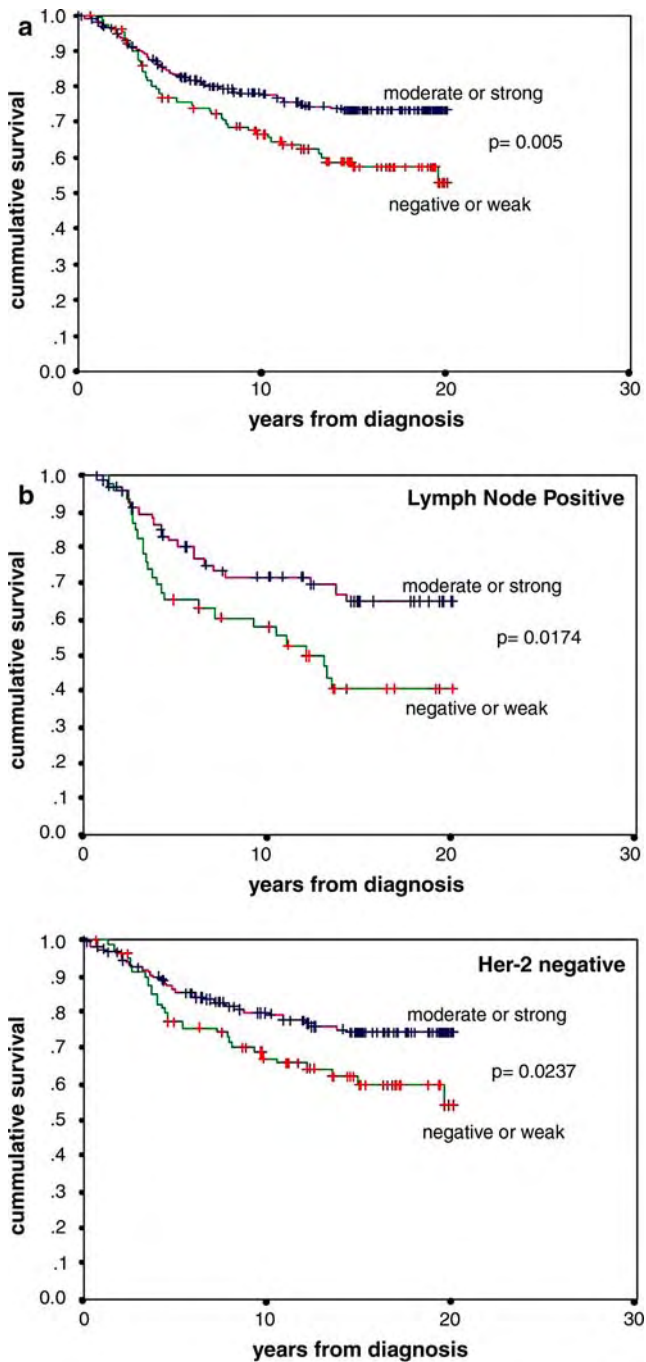 a
cummulative survival
1.0
.9
.8
.7
.6
.5
.4
.3
.2
.1
0.0
moderate or strong
p= 0.005
negative or weak
0 10 20 30
years from diagnosis
b
cummulative survival
1.0
.9
.8
.7
.6
.5
.4
.3
.2
.1
0.0
Lymph Node Positive
moderate or strong
p= 0.0174
negative or weak
0 10 20 30
years from diagnosis
cummulative survival
1.0
.9
.8
.7
.6
.5
.4
.3
.2
.1
0.0
Her-2 negative
moderate or strong
p= 0.0237
negative or weak
0 10 20 30
years from diagnosis